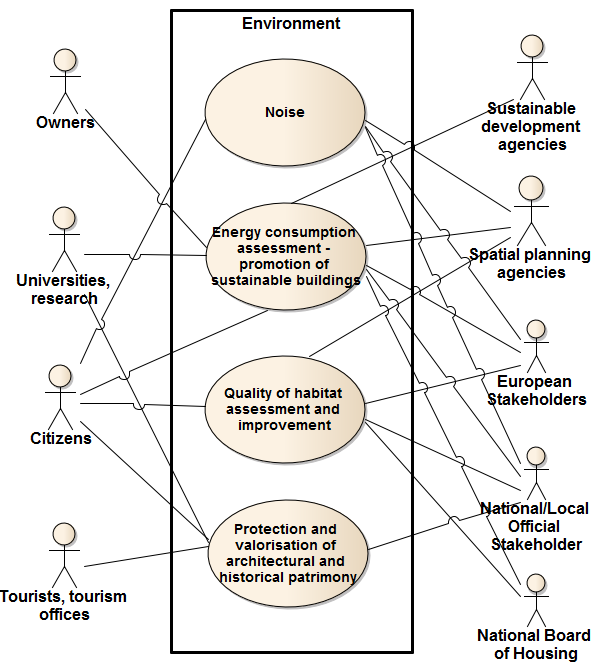 Environment
Owners
Universities,
research
Citizens
Tourists, tourism
offices
Noise
Energy consumption
assessment -
promotion of
sustainable buildings
Quality of habitat
assessment and
improvement
Protection and
valorisation of
architectural and
historical patrimony
Sustainable
development
agencies
Spatial planning
agencies
European
Stakeholders
National/Local
Official
Stakeholder
National Board
of Housing